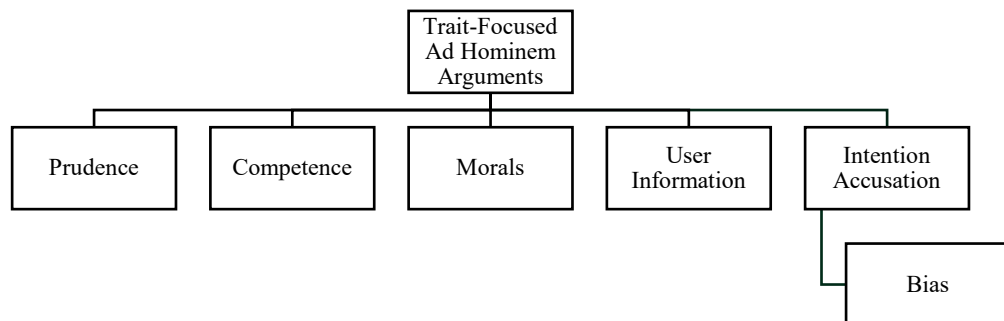 Trait-Focused
Ad Hominem
Arguments
Prudence
Competence
Morals
User
Information
Intention
Accusation
Bias